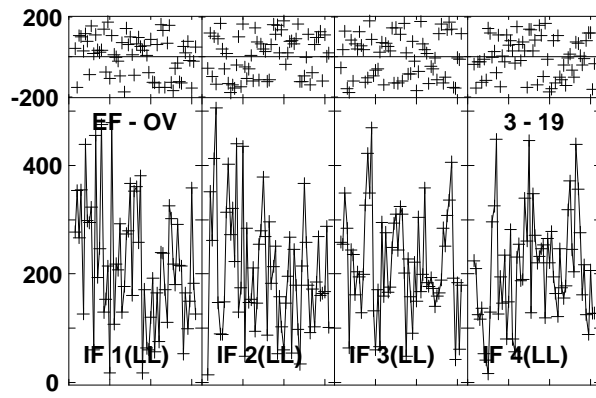 200
-200
EF - OV
3 - 19
400
200
IF 1(LL)
IF 2(LL)
IF 3(LL)
IF 4(LL)
0